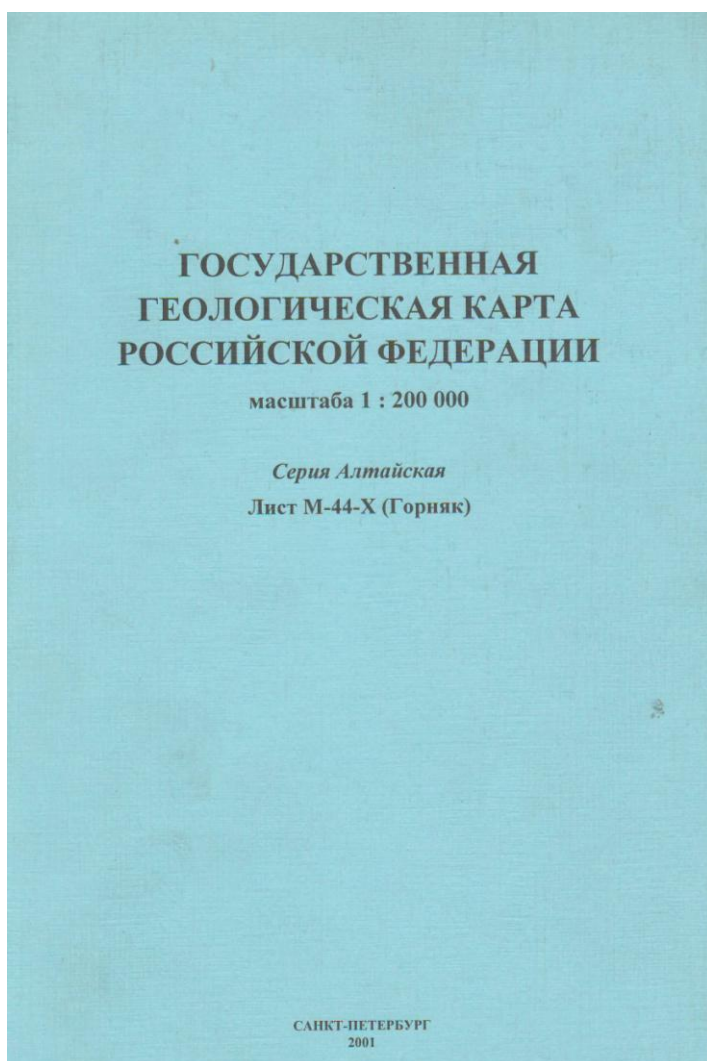 ГОСУДАРСТВЕННАЯ
ГЕОЛОГИЧЕСКАЯ КАРТА
РОССИЙСКОЙ ФЕДЕРАЦИИ
масштаба 1 : 200 000
Серия Алтайская
Лист М-44-X (Горняк)
САНКТ-ПЕТЕРБУРГ
2001